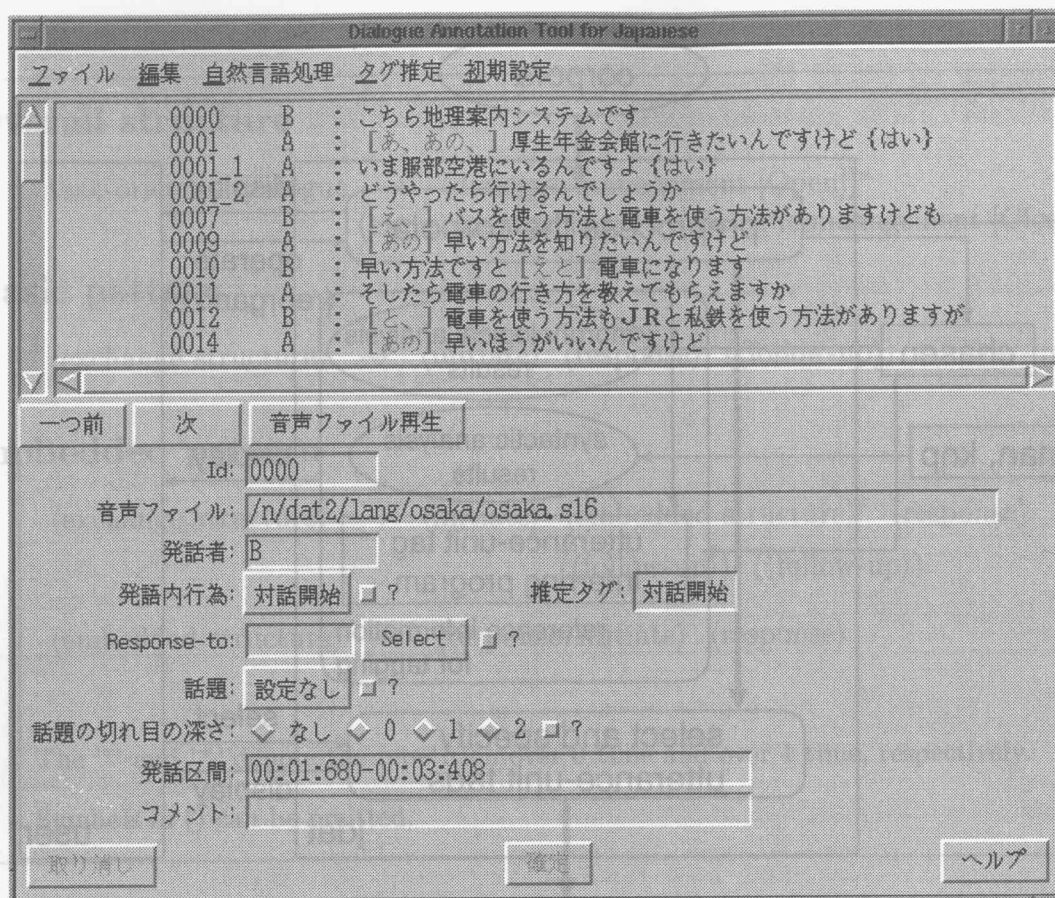 Dialogue Annotation Tool for Japanese
ファイル 編集 自然言語処理 タグ推定 初期設定
0000 B : こちら地理案内システムです
0001 A : [あ、あの、] 厚生年金会館に行きたいんですけど {はい}
0001_1 A : いま服部空港にいるんですよ {はい}
0001_2 A : どうやったら行けるんでしょうか
0007 B : [え、] バスを使う方法と電車を使う方法がありますけども
0009 A : [あの] 早い方法を知りたいんですけど
0010 B : 早い方法ですと [えと] 電車になります
0011 A : そしたら電車の行き方を教えてもらえますか
0012 B : [と、] 電車を使う方法もJRと私鉄を使う方法がありますが
0014 A : [あの] 早いほうがいいんですけど
一つ前 次 音声ファイル再生
Id: 0000
音声ファイル: /n/dat2/lang/osaka/osaka.s16
発話者: B
発語内行為: 対話開始 ? 推定タグ: 対話開始
Response-to: Select ?
話題: 設定なし ?
話題の切れ目の深さ: なし 0 1 2 ?
発話区間: 00:01:680-00:03:408
コメント:
取り消し 確定 ヘルプ